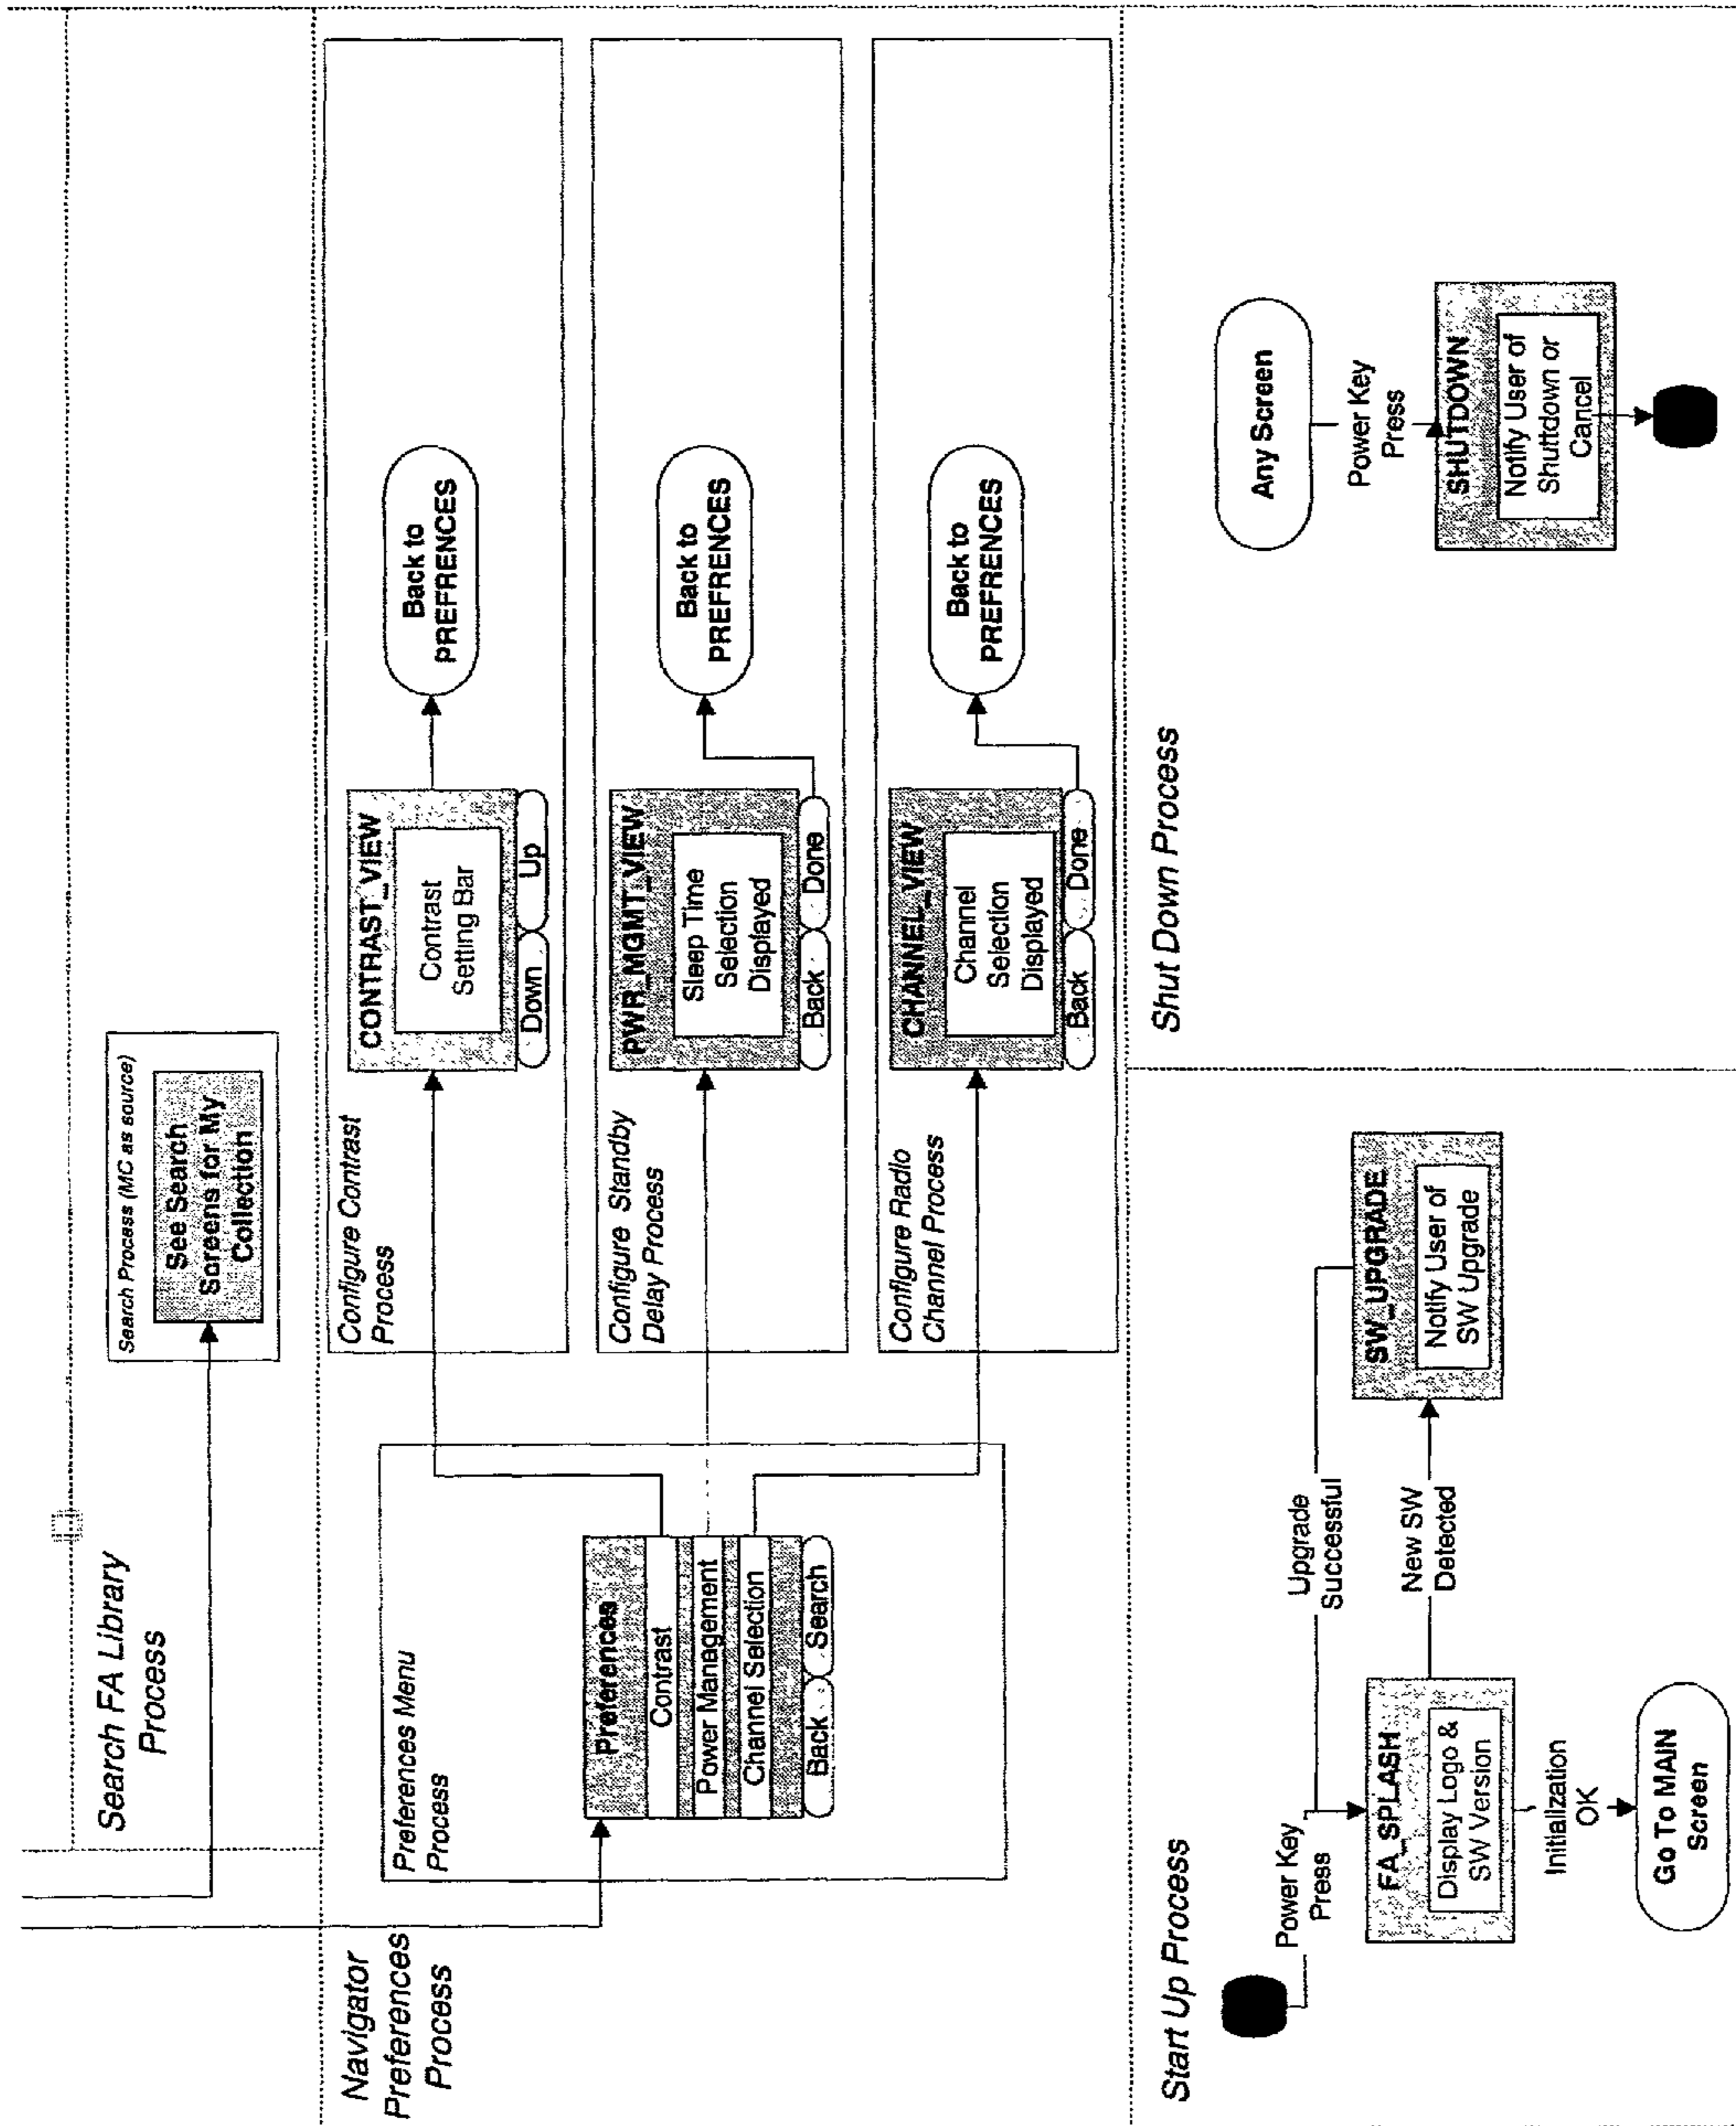 Search FA Library
Process
Search Process (MC as source)
See Search
Screens for My
Collection
Navigator
Preferences
Process
Preferences Menu
Process
Preferences
Contrast
Power Management
Channel Selection
Back
Search
Configure Contrast
Process
CONTRAST_VIEW
Contrast
Setting Bar
Down
Up
Back to
PREFRENCES
Configure Standby
Delay Process
PWR_MGMT_VIEW
Sleep Time
Selection
Displayed
Back
Done
Back to
PREFRENCES
Configure Radio
Channel Process
CHANNEL_VIEW
Channel
Selection
Displayed
Back
Done
Back to
PREFRENCES
Start Up Process
Power Key
Press
FA_SPLASH
Display Logo &
SW Version
Initialization
OK
Go To MAIN
Screen
Upgrade
Successful
New SW
Detected
SW_UPGRADE
Notify User of
SW Upgrade
Shut Down Process
Any Screen
Power Key
Press
SHUTDOWN
Notify User of
Shuttdown or
Cancel